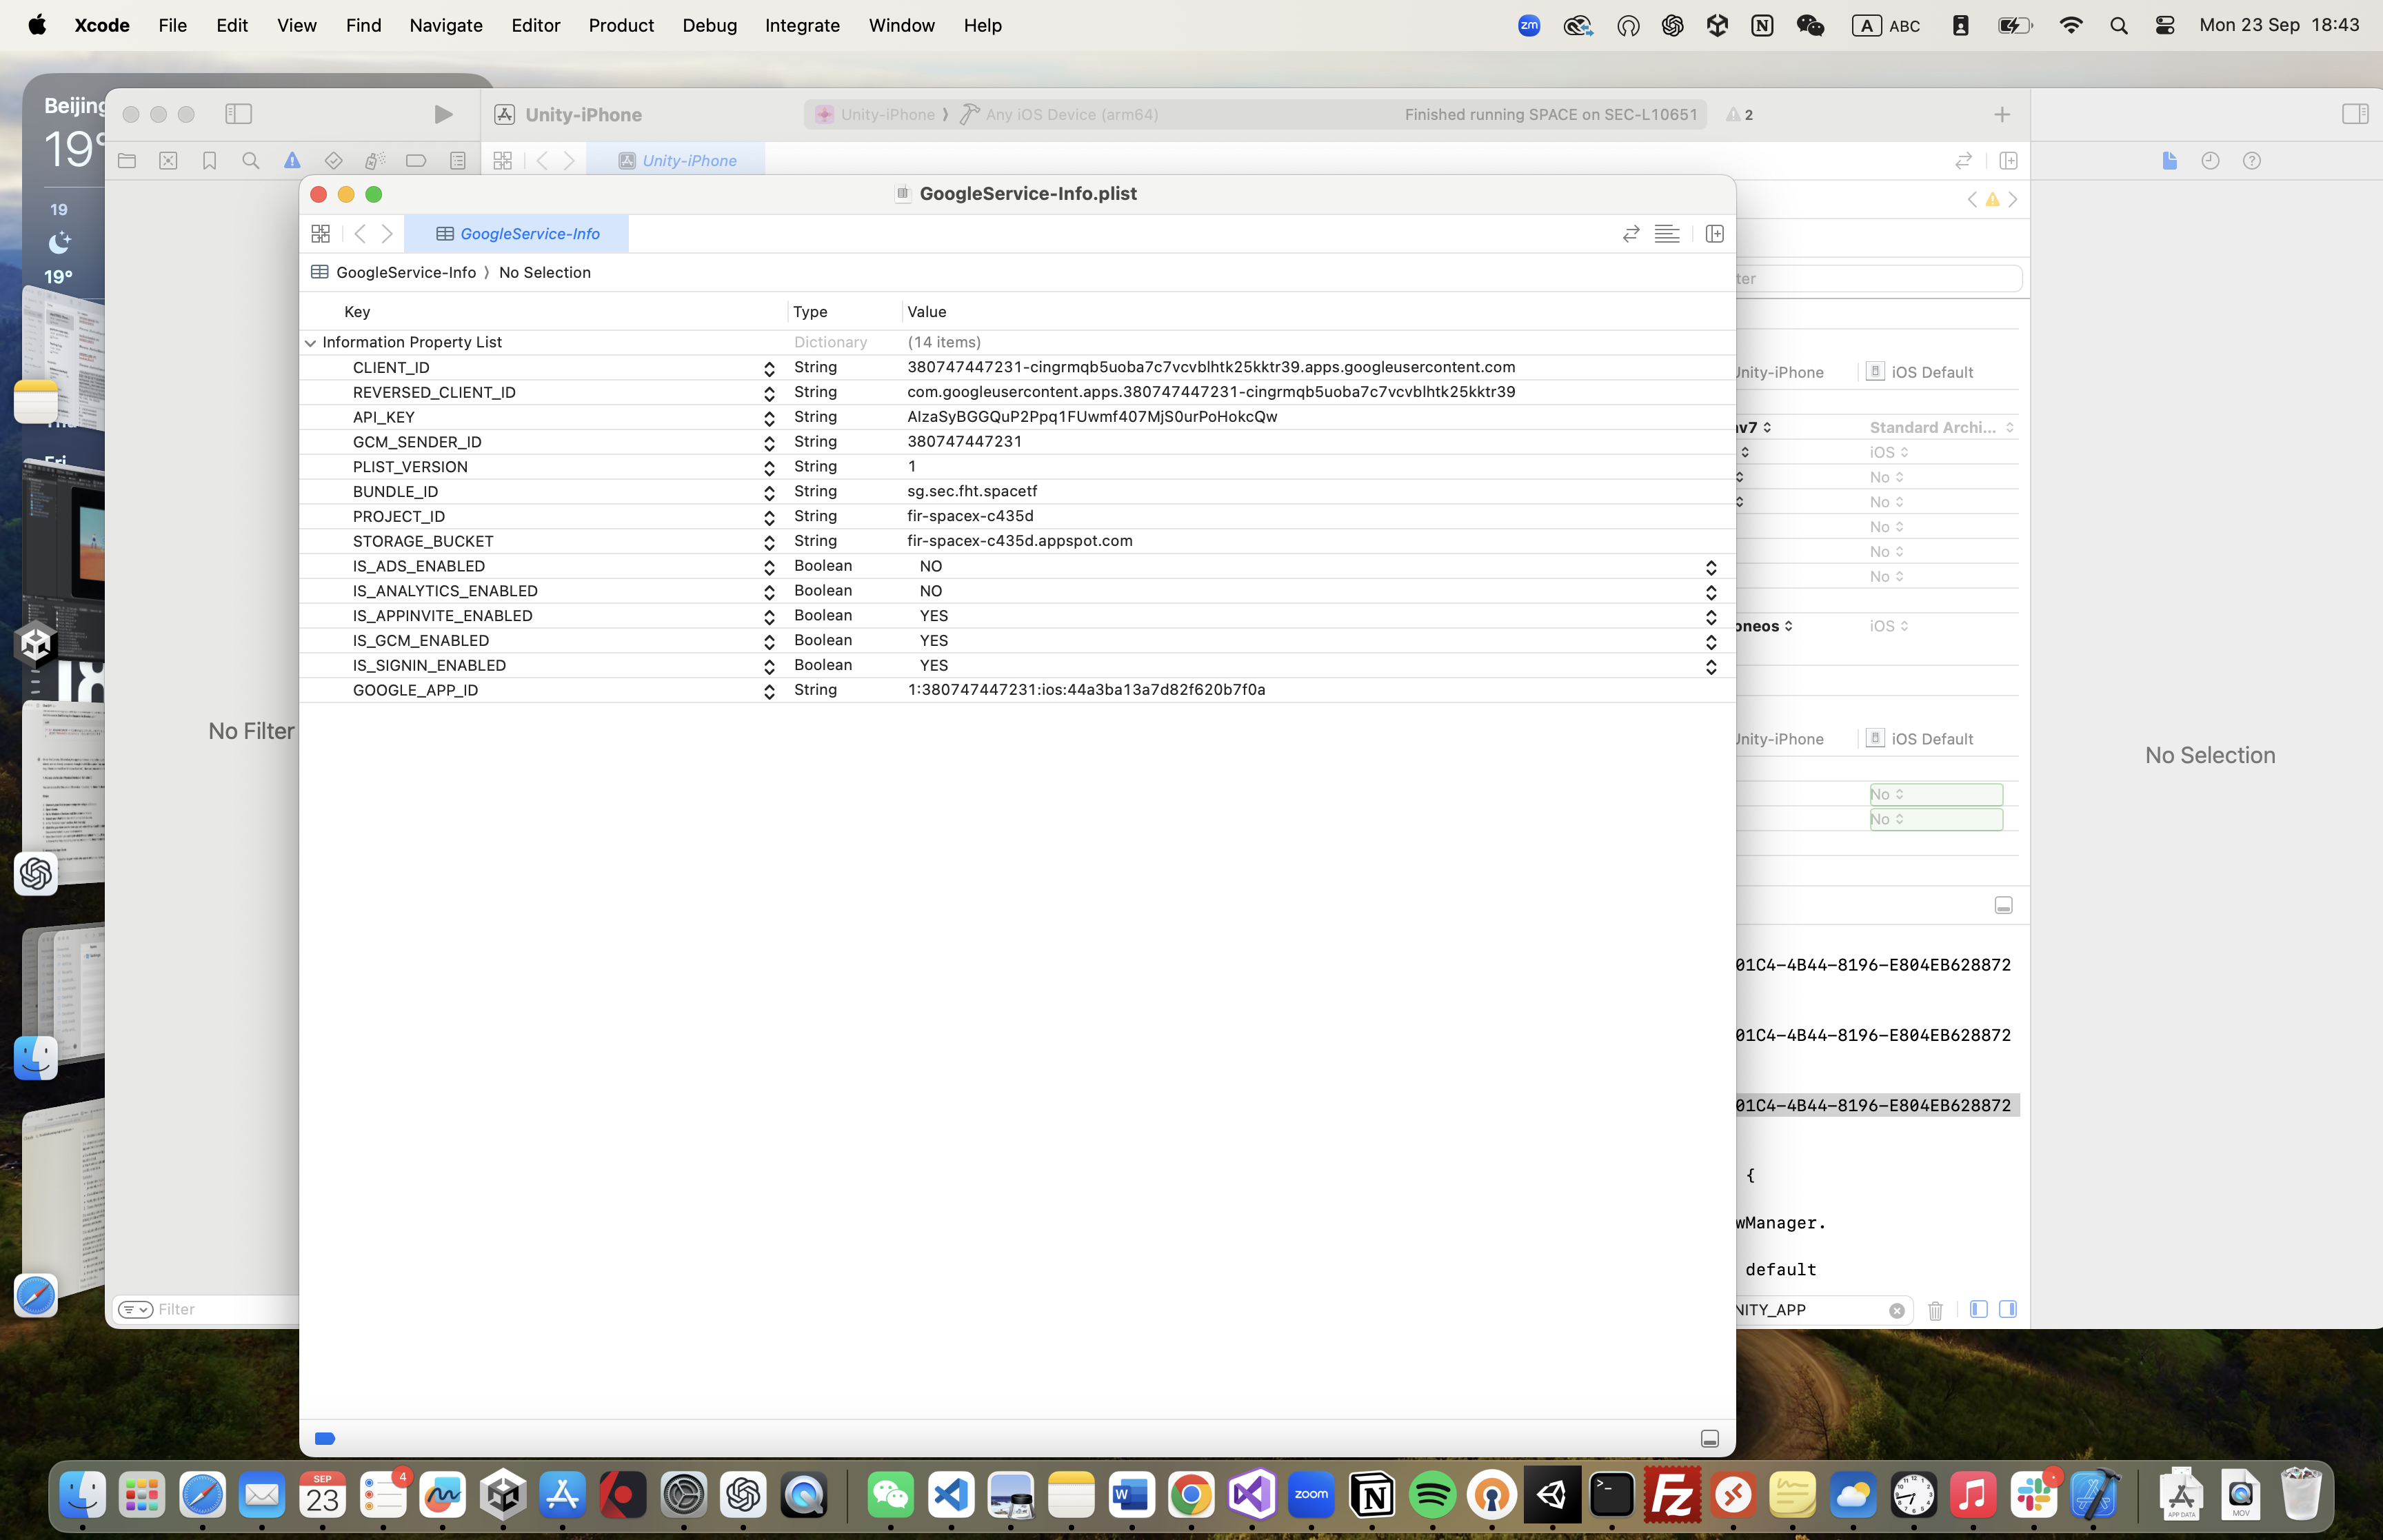 Xcode File Edit View Find Navigate Editor Product Debug Integrate Window Help
zm A ABC Mon 23 Sep 18:43
Beijing
19°
19
19°
Fri
Unity-iPhone
Unity-iPhone Any iOS Device (arm64) Finished running SPACE on SEC-L10651 2
Unity-iPhone
GoogleService-Info.plist
GoogleService-Info
GoogleService-Info No Selection
Key Type Value
Information Property List Dictionary (14 items)
CLIENT_ID String 380747447231-cingrmqb5uoba7c7vcvblhtk25kktr39.apps.googleusercontent.com
REVERSED_CLIENT_ID String com.googleusercontent.apps.380747447231-cingrmqb5uoba7c7vcvblhtk25kktr39
API_KEY String AIzaSyBGGQuP2Ppq1FUwmf407MjS0urPoHokcQw
GCM_SENDER_ID String 380747447231
PLIST_VERSION String 1
BUNDLE_ID String sg.sec.fht.spacetf
PROJECT_ID String fir-spacex-c435d
STORAGE_BUCKET String fir-spacex-c435d.appspot.com
IS_ADS_ENABLED Boolean NO
IS_ANALYTICS_ENABLED Boolean NO
IS_APPINVITE_ENABLED Boolean YES
IS_GCM_ENABLED Boolean YES
IS_SIGNIN_ENABLED Boolean YES
GOOGLE_APP_ID String 1:380747447231:ios:44a3ba13a7d82f620b7f0a
No Filter
Filter
ter
Unity-iPhone iOS Default
v7 Standard Archi...
iOS
No
No
No
No
No
oneos iOS
Unity-iPhone iOS Default
No
No
01C4-4B44-8196-E804EB628872
01C4-4B44-8196-E804EB628872
01C4-4B44-8196-E804EB628872
{
wManager.
default
NITY_APP
No Selection
SEP
23
4
W
zoom
N
>_
Fz
APP DATA
MOV